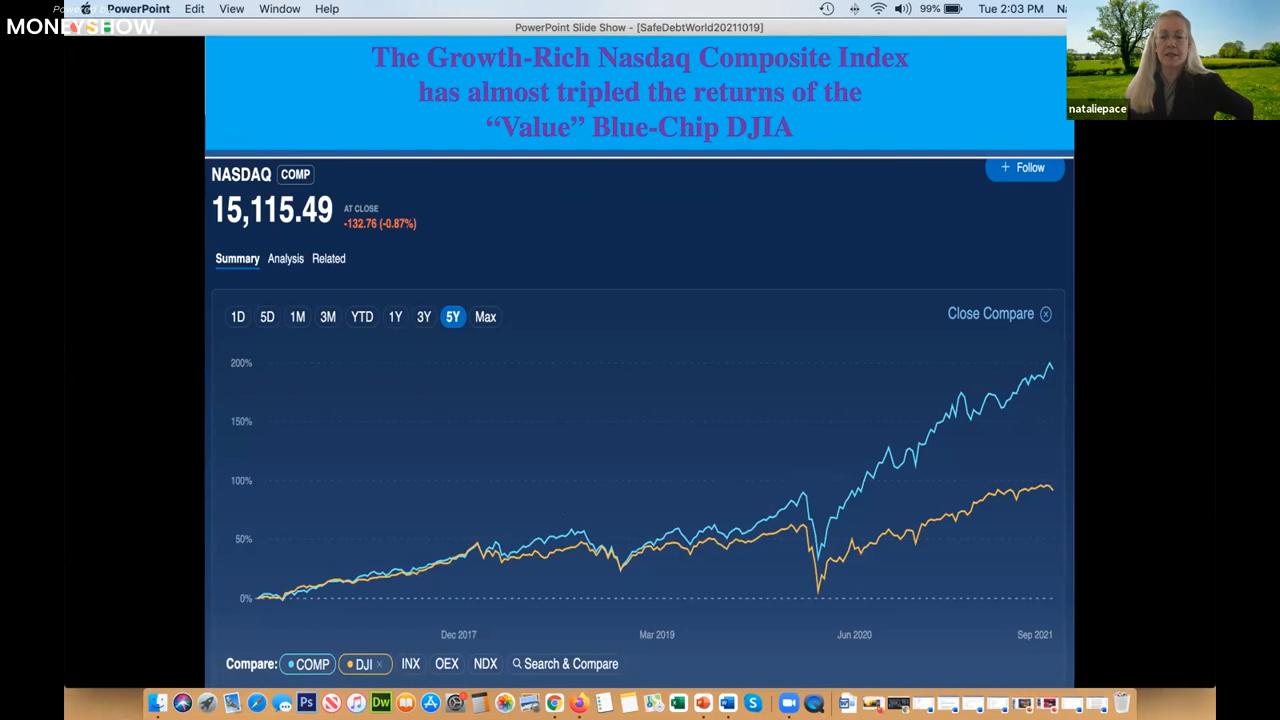 Powered by
MONEYSHOW
PowerPoint Edit View Window Help
99%
Tue 2:03 PM
PowerPoint Slide Show - [SafeDebtWorld20211019]
nataliepace
The Growth-Rich Nasdaq Composite Index
has almost tripled the returns of the
“Value” Blue-Chip DJIA
NASDAQ COMP
+ Follow
15,115.49
AT CLOSE
-132.76 (-0.87%)
Summary Analysis Related
1D 5D 1M 3M YTD 1Y 3Y 5Y Max
Close Compare
200%
150%
100%
50%
0%
Dec 2017 Mar 2019 Jun 2020 Sep 2021
Compare: COMP DJI × INX OEX NDX Search & Compare
Ps Dw